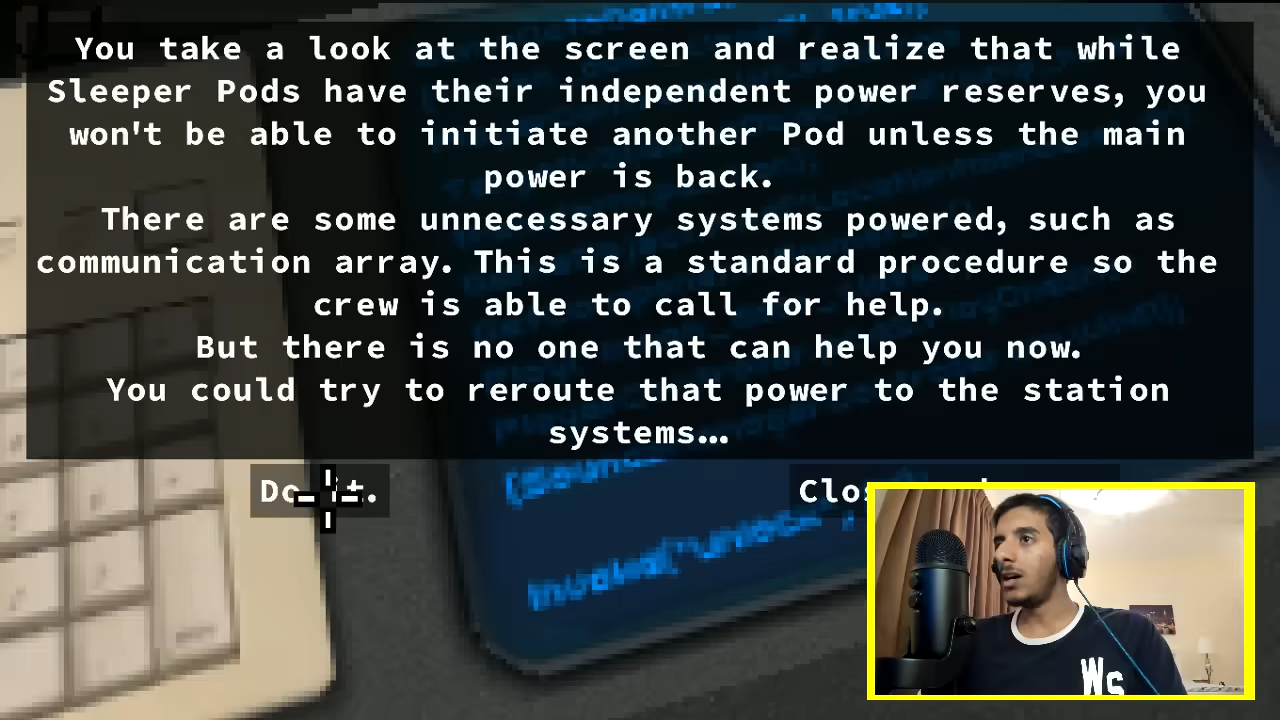 You take a look at the screen and realize that while
Sleeper Pods have their independent power reserves, you
won't be able to initiate another Pod unless the main
power is back.
There are some unnecessary systems powered, such as
communication array. This is a standard procedure so the
crew is able to call for help.
But there is no one that can help you now.
You could try to reroute that power to the station
systems…
Do it.
Ws